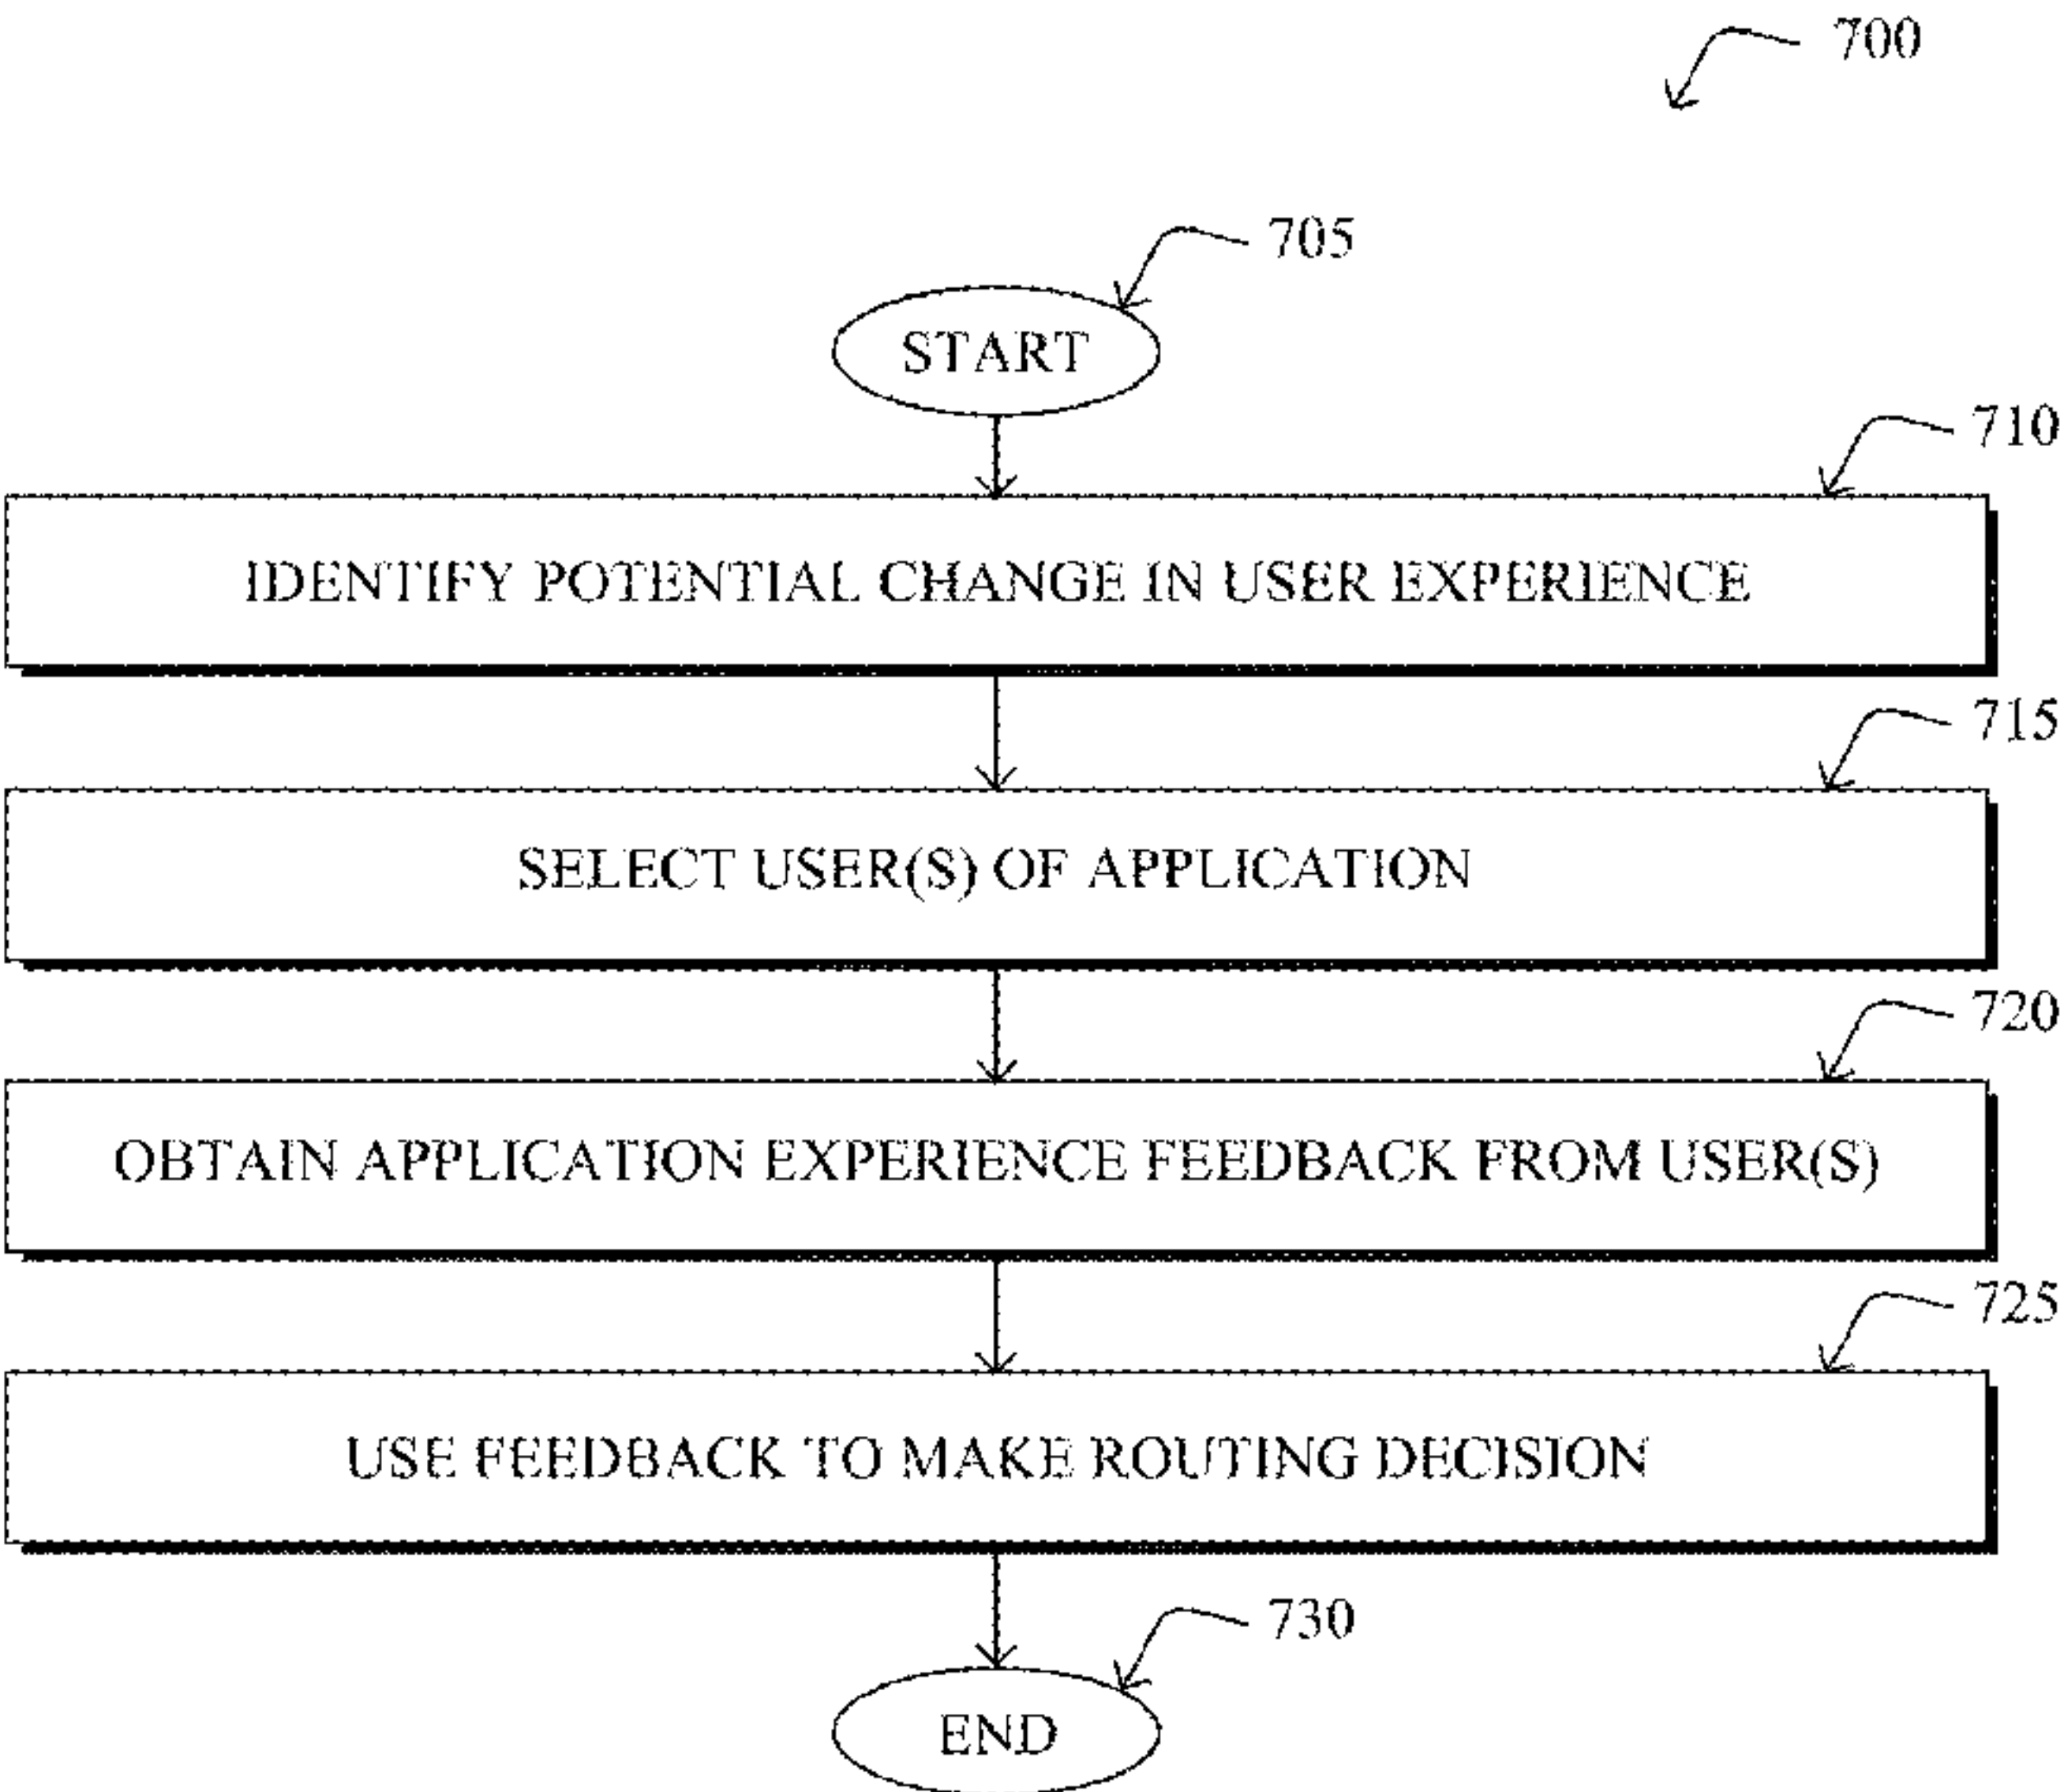 700
705
START
710
IDENTIFY POTENTIAL CHANGE IN USER EXPERIENCE
715
SELECT USER(S) OF APPLICATION
720
OBTAIN APPLICATION EXPERIENCE FEEDBACK FROM USER(S)
725
USE FEEDBACK TO MAKE ROUTING DECISION
730
END